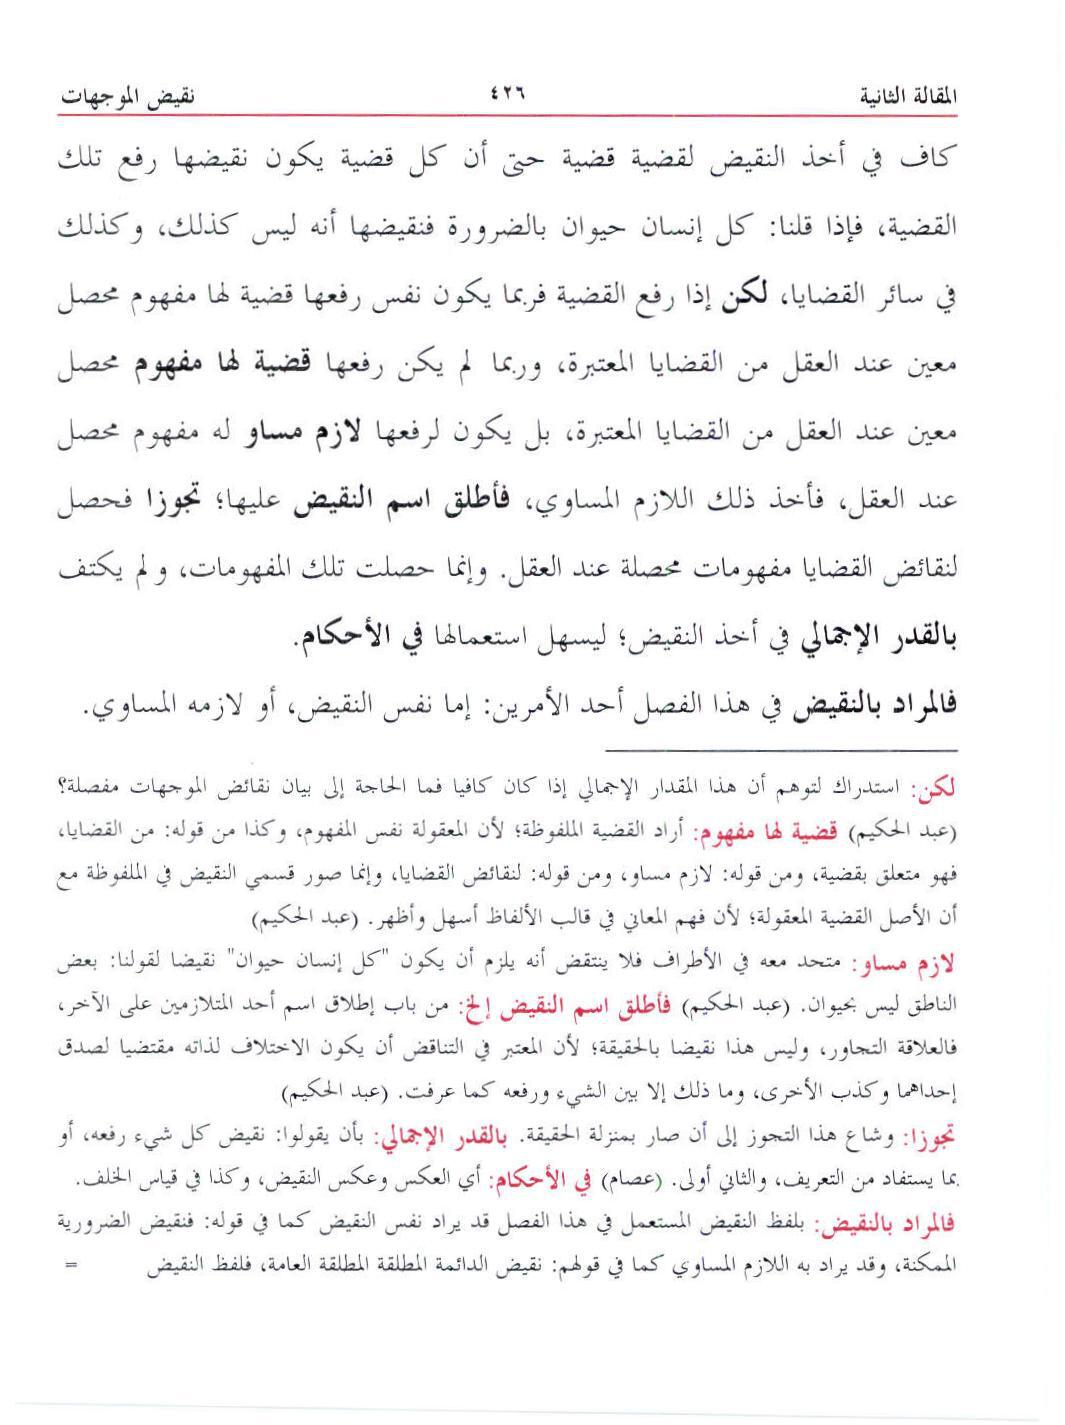 المقالة الثانية ٤٢٦ نقيض الموجهات
كاف في أخذ النقيض لقضية قضية حتى أن كل قضية يكون نقيضها رفع تلك
القضية، فإذا قلنا: كل إنسان حيوان بالضرورة فنقيضها أنه ليس كذلك، وكذلك
في سائر القضايا، لكن إذا رفع القضية فربما يكون نفس رفعها قضية لها مفهوم محصل
معين عند العقل من القضايا المعتبرة، وربما لم يكن رفعها قضية لها مفهوم محصل
معين عند العقل من القضايا المعتبرة، بل يكون لرفعها لازم مساو له مفهوم محصل
عند العقل، فأخذ ذلك اللازم المساوي، فأطلق اسم النقيض عليها؛ تجوزا فحصل
لنقائض القضايا مفهومات محصلة عند العقل. وإنما حصلت تلك المفهومات، ولم يكتف
بالقدر الإجمالي في أخذ النقيض؛ ليسهل استعمالها في الأحكام.
فالمراد بالنقيض في هذا الفصل أحد الأمرين: إما نفس النقيض، أو لازمه المساوي.
لكن: استدراك لتوهم أن هذا المقدار الإجمالي إذا كان كافيا فما الحاجة إلى بيان نقائض الموجهات مفصلة؟
(عبد الحكيم) قضية لها مفهوم: أراد القضية الملفوظة؛ لأن المعقولة نفس المفهوم، وكذا من قوله: من القضايا،
فهو متعلق بقضية، ومن قوله: لازم مساو، ومن قوله: لنقائض القضايا، وإنما صور قسمي النقيض في الملفوظة مع
أن الأصل القضية المعقولة؛ لأن فهم المعاني في قالب الألفاظ أسهل وأظهر. (عبد الحكيم)
لازم مساو: متحد معه في الأطراف فلا ينتقض أنه يلزم أن يكون "كل إنسان حيوان" نقيضا لقولنا: بعض
الناطق ليس بحيوان. (عبد الحكيم) فأطلق اسم النقيض إلخ: من باب إطلاق اسم أحد المتلازمين على الآخر،
فالعلاقة التجاور، وليس هذا نقيضا بالحقيقة؛ لأن المعتبر في التناقض أن يكون الاختلاف لذاته مقتضيا لصدق
إحداهما وكذب الأخرى، وما ذلك إلا بين الشيء ورفعه كما عرفت. (عبد الحكيم)
تجوزا: وشاع هذا التجوز إلى أن صار بمنزلة الحقيقة. بالقدر الإجمالي: بأن يقولوا: نقيض كل شيء رفعه، أو
بما يستفاد من التعريف، والثاني أولى. (عصام) في الأحكام: أي العكس وعكس النقيض، وكذا في قياس الخلف.
فالمراد بالنقيض: بلفظ النقيض المستعمل في هذا الفصل قد يراد نفس النقيض كما في قوله: فنقيض الضرورية
الممكنة، وقد يراد به اللازم المساوي كما في قولهم: نقيض الدائمة المطلقة المطلقة العامة، فلفظ النقيض =